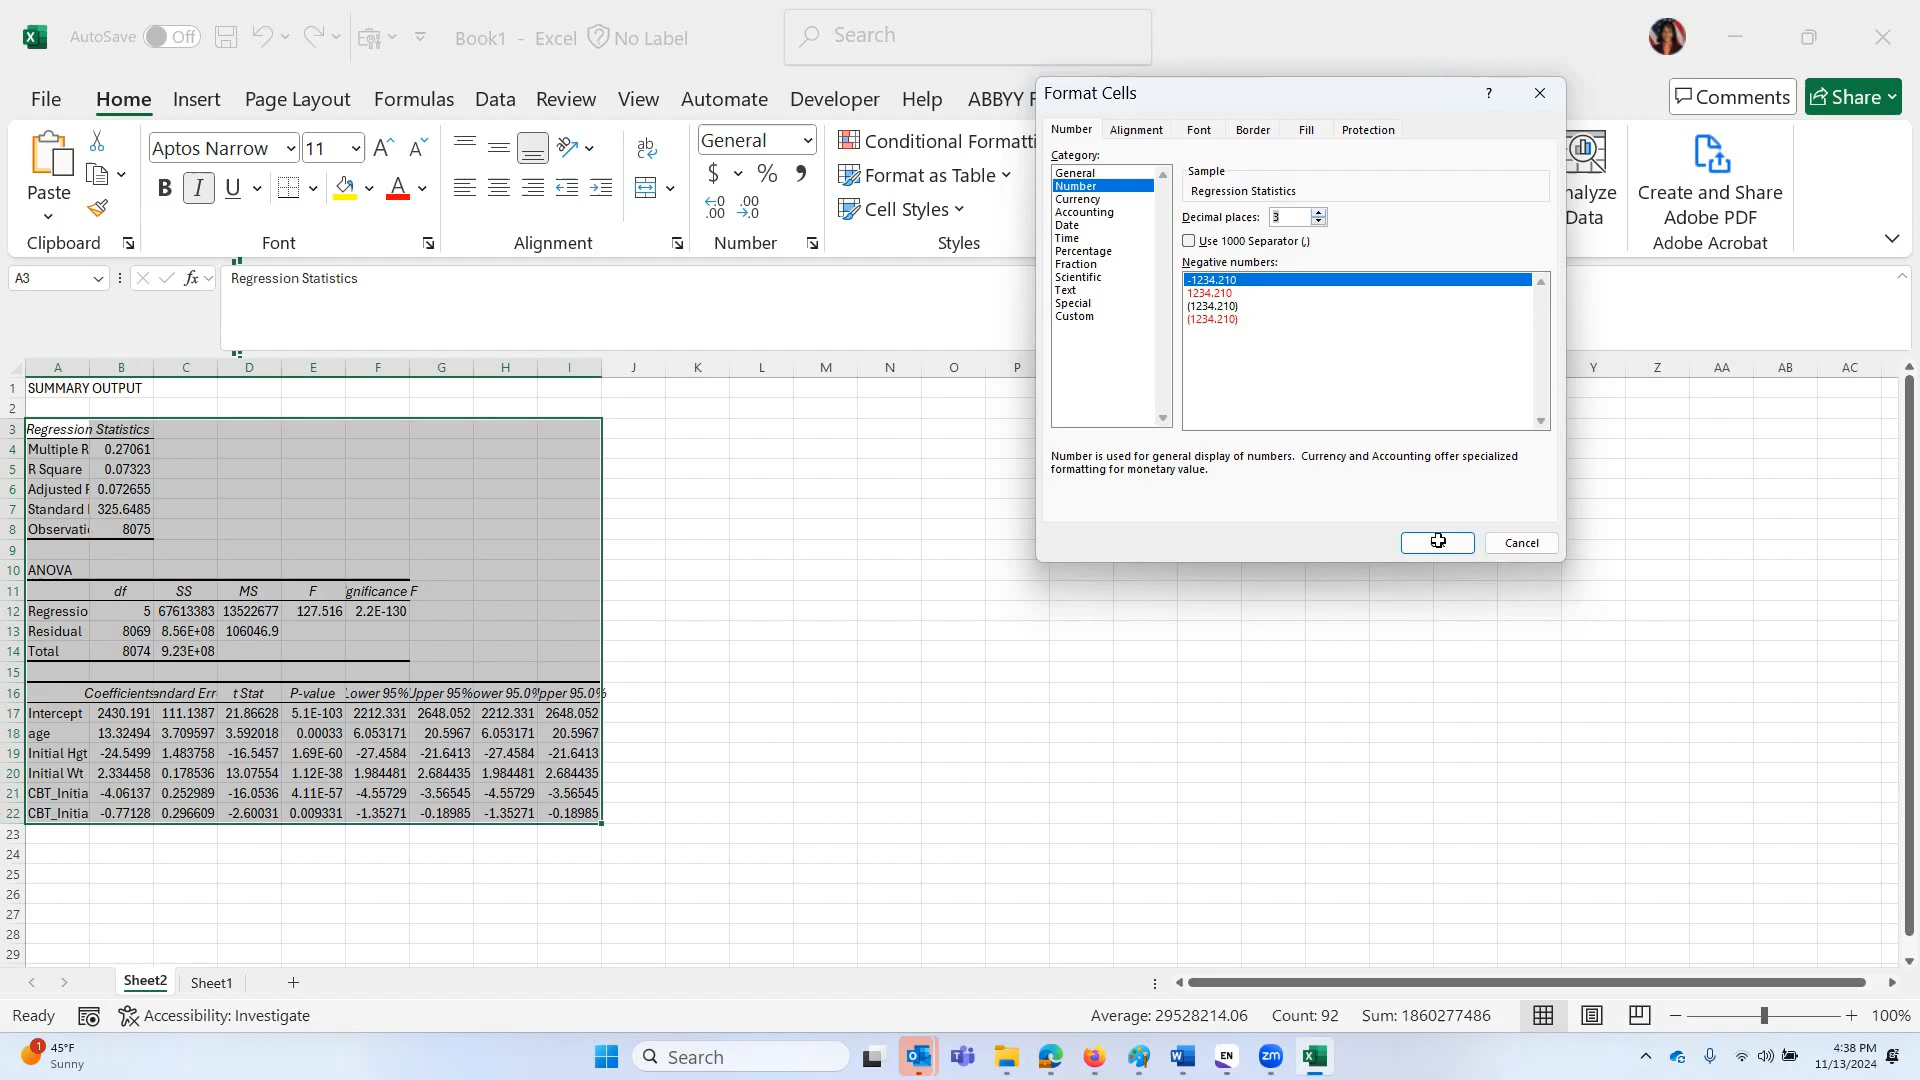 AutoSave Off Book1 - Excel No Label Search
File Home Insert Page Layout Formulas Data Review View Automate Developer Help ABBYY F Comments Share
Paste Aptos Narrow 11 General Conditional Formatti
Format as Table
Cell Styles
nalyze
Data
Create and Share
Adobe PDF
Clipboard Font Alignment Number Styles Adobe Acrobat
A3 fx Regression Statistics
Format Cells ?
Number Alignment Font Border Fill Protection
Category:
General
Number
Currency
Accounting
Date
Time
Percentage
Fraction
Scientific
Text
Special
Custom
Sample
Regression Statistics
Decimal places: 3
Use 1000 Separator (,)
Negative numbers:
-1234.210
1234.210
(1234.210)
(1234.210)
Number is used for general display of numbers. Currency and Accounting offer specialized
formatting for monetary value.
Cancel
A B C D E F G H I J K L M N O P Y Z AA AB AC
1 SUMMARY OUTPUT
2
3 Regression Statistics
4 Multiple R 0.27061
5 R Square 0.07323
6 Adjusted F 0.072655
7 Standard 325.6485
8 Observati 8075
9
10 ANOVA
11 df SS MS F gnificance F
12 Regressio 5 67613383 13522677 127.516 2.2E-130
13 Residual 8069 8.56E+08 106046.9
14 Total 8074 9.23E+08
15
16 Coefficients andard Err t Stat P-value Lower 95% Upper 95% ower 95.0% pper 95.0%
17 Intercept 2430.191 111.1387 21.86628 5.1E-103 2212.331 2648.052 2212.331 2648.052
18 age 13.32494 3.709597 3.592018 0.00033 6.053171 20.5967 6.053171 20.5967
19 Initial Hgt -24.5499 1.483758 -16.5457 1.69E-60 -27.4584 -21.6413 -27.4584 -21.6413
20 Initial Wt 2.334458 0.178536 13.07554 1.12E-38 1.984481 2.684435 1.984481 2.684435
21 CBT_Initia -4.06137 0.252989 -16.0536 4.11E-57 -4.55729 -3.56545 -4.55729 -3.56545
22 CBT_Initia -0.77128 0.296609 -2.60031 0.009331 -1.35271 -0.18985 -1.35271 -0.18985
23
24
25
26
27
28
29
Sheet2 Sheet1
Ready Accessibility: Investigate Average: 29528214.06 Count: 92 Sum: 1860277486 100%
1 45°F
Sunny
Search
4:38 PM
11/13/2024